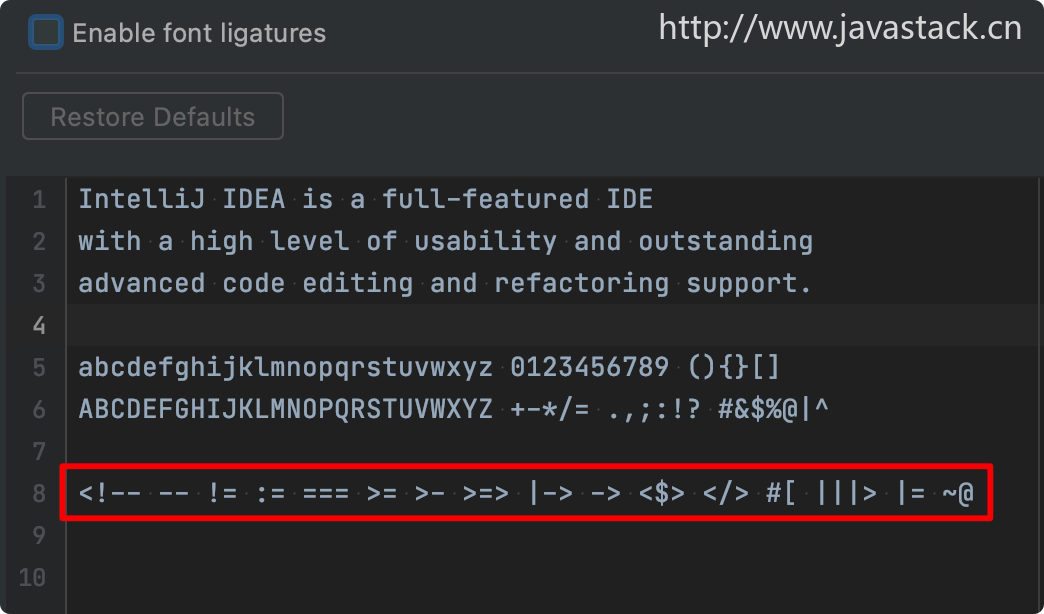 Enable font ligatures
http://www.javastack.cn
Restore Defaults
1 IntelliJ IDEA is a full-featured IDE
2 with a high level of usability and outstanding
3 advanced code editing and refactoring support.
4
5 abcdefghijklmnopqrstuvwxyz 0123456789 (){}[]
6 ABCDEFGHIJKLMNOPQRSTUVWXYZ +-*/= .,;:!? #&$%@|^
7
8 <!-- -- != := === >= >- >=> |-> -> <$> </> #[ |||> |= ~@
9
10